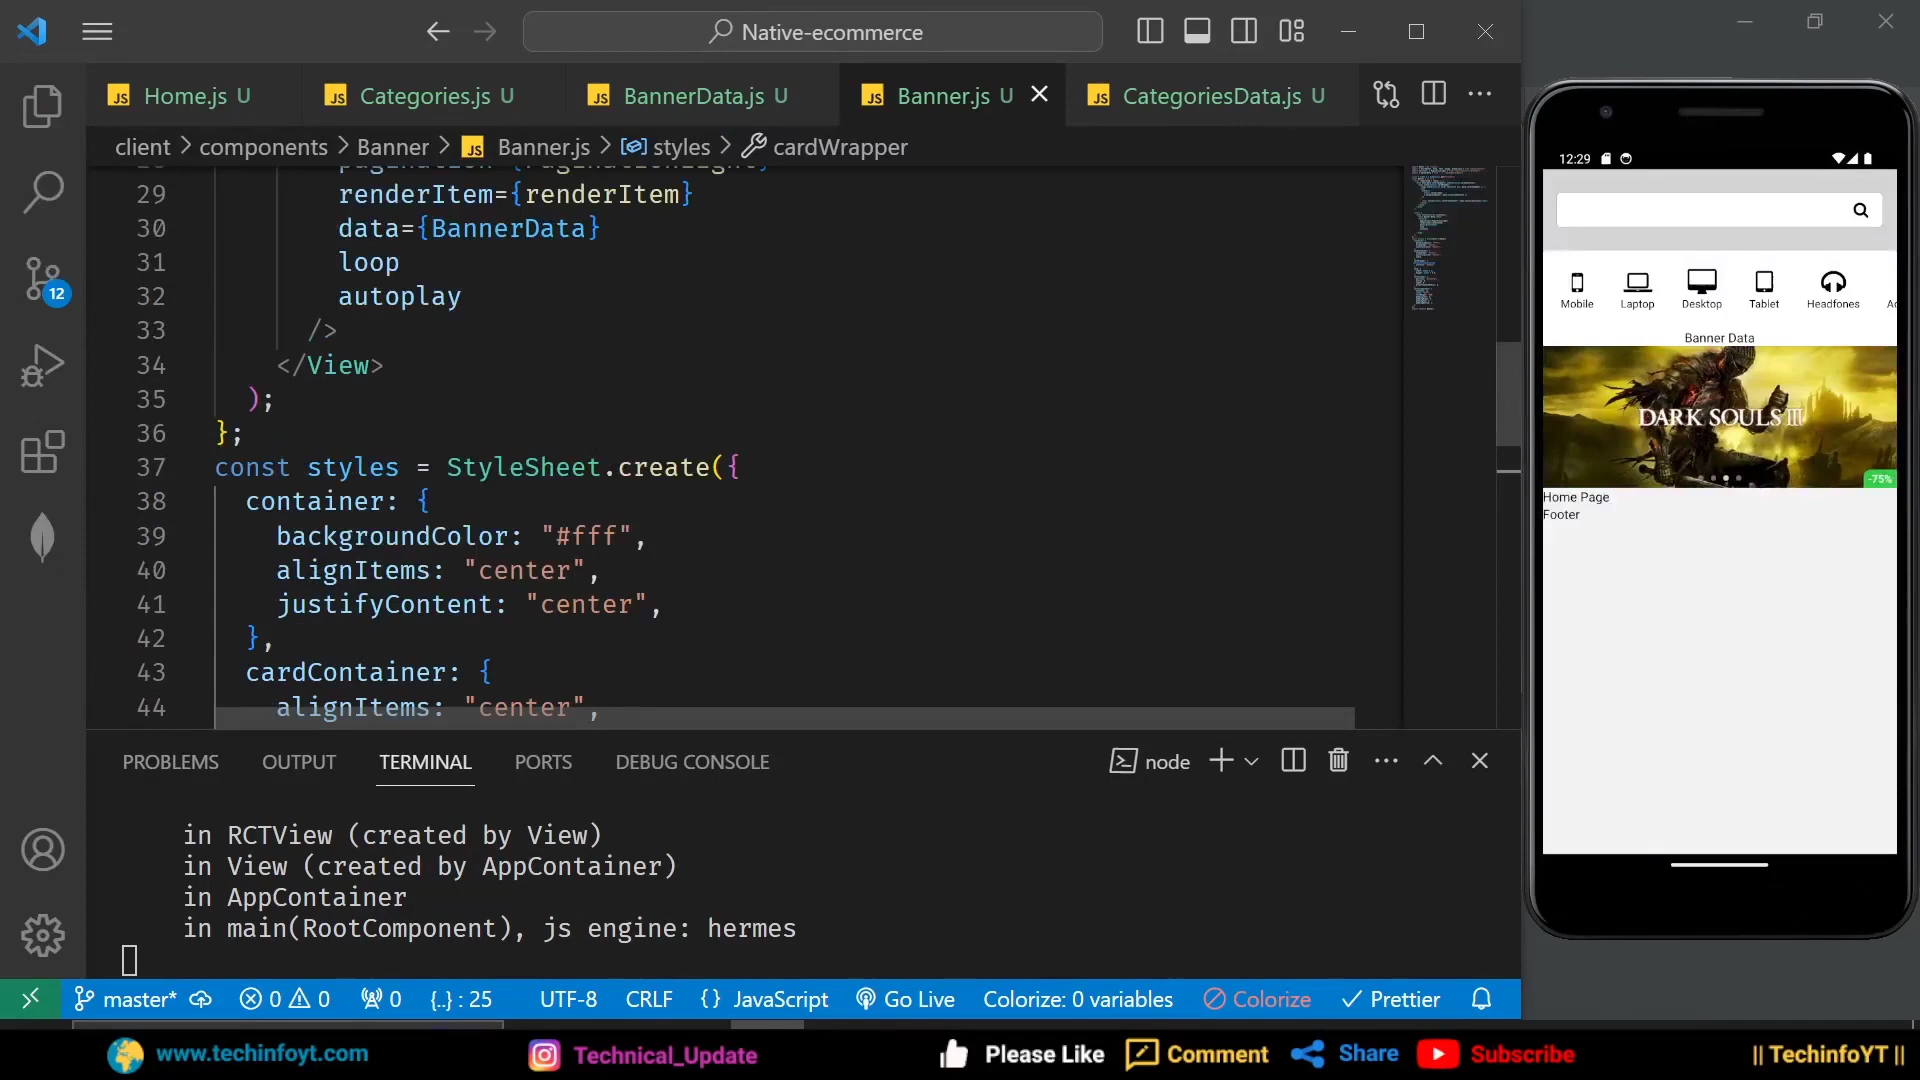 Native-ecommerce
Home.js U
Categories.js U
BannerData.js U
Banner.js U
CategoriesData.js U
client > components > Banner > JS Banner.js > styles > cardWrapper
29 renderItem={renderItem}
30 data={BannerData}
31 loop
32 autoplay
33 />
34 </View>
35 );
36 };
37 const styles = StyleSheet.create({
38 container: {
39 backgroundColor: "#fff",
40 alignItems: "center",
41 justifyContent: "center",
42 },
43 cardContainer: {
44 alignItems: "center",
PROBLEMS OUTPUT TERMINAL PORTS DEBUG CONSOLE
node
in RCTView (created by View)
in View (created by AppContainer)
in AppContainer
in main(RootComponent), js engine: hermes
12
master* 0 0 0 {..} : 25 UTF-8 CRLF {} JavaScript Go Live Colorize: 0 variables Colorize Prettier
12:29
Mobile Laptop Desktop Tablet Headfones
Banner Data
DARK SOULS III
-75%
Home Page
Footer
www.techinfoyt.com Technical_Update Please Like Comment Share Subscribe || TechinfoYT ||